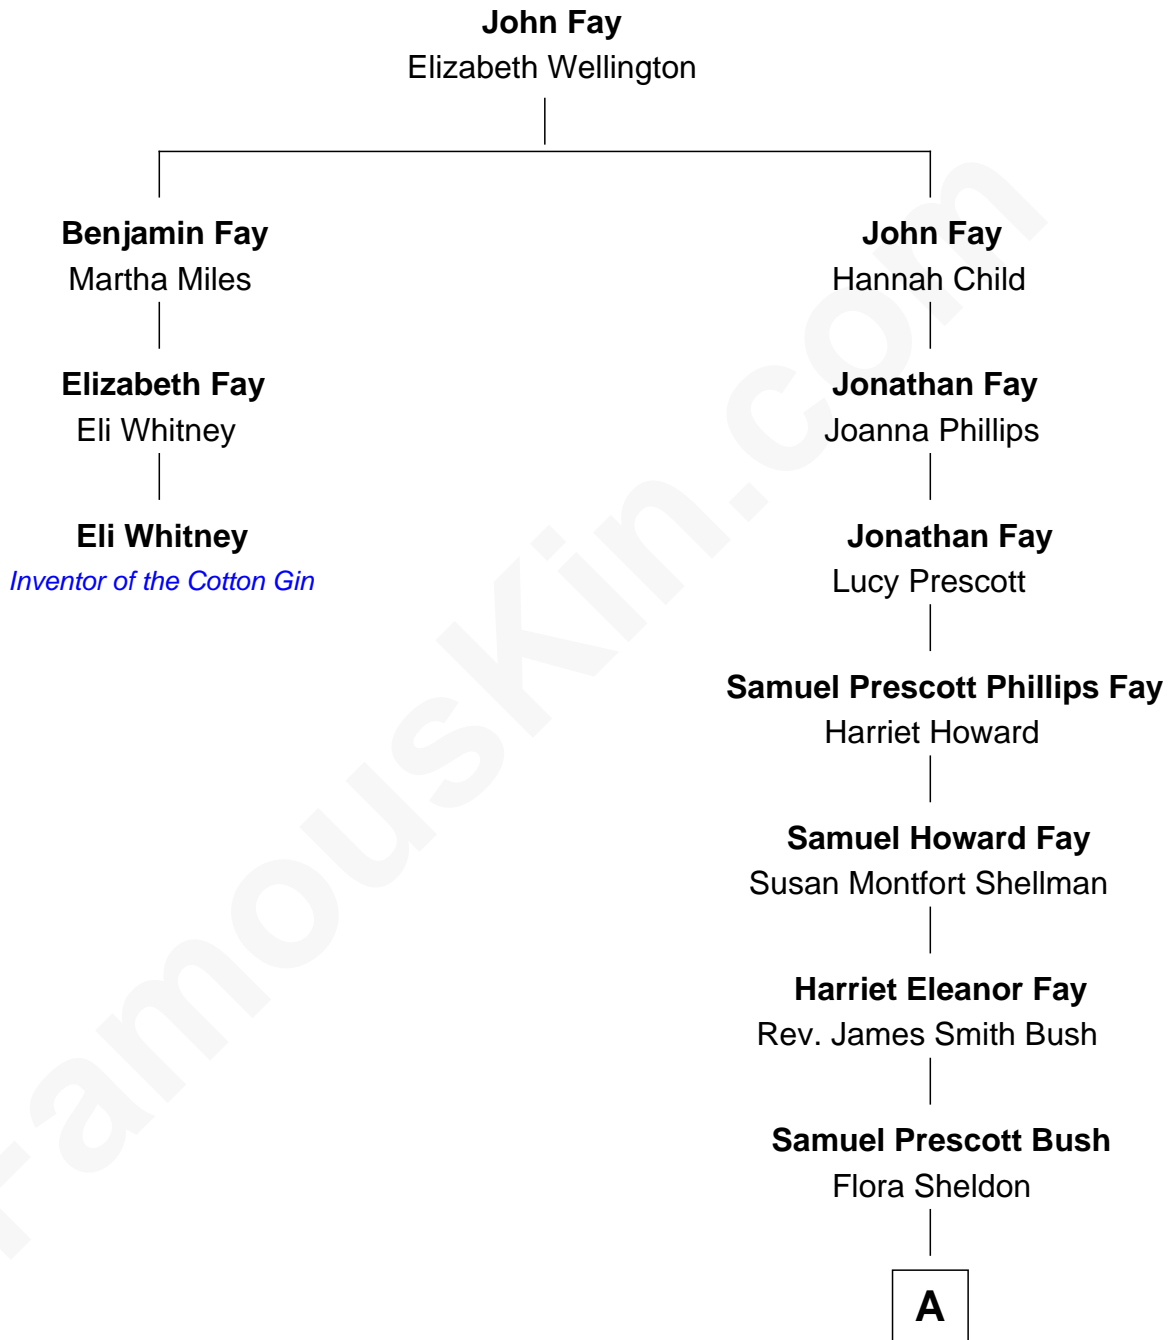 John Fay
Elizabeth Wellington
Benjamin Fay
Martha Miles
John Fay
Hannah Child
Elizabeth Fay
Eli Whitney
Jonathan Fay
Joanna Phillips
Eli Whitney
Inventor of the Cotton Gin
Jonathan Fay
Lucy Prescott
Samuel Prescott Phillips Fay
Harriet Howard
Samuel Howard Fay
Susan Montfort Shellman
Harriet Eleanor Fay
Rev. James Smith Bush
Samuel Prescott Bush
Flora Sheldon
A
FamousKin.com